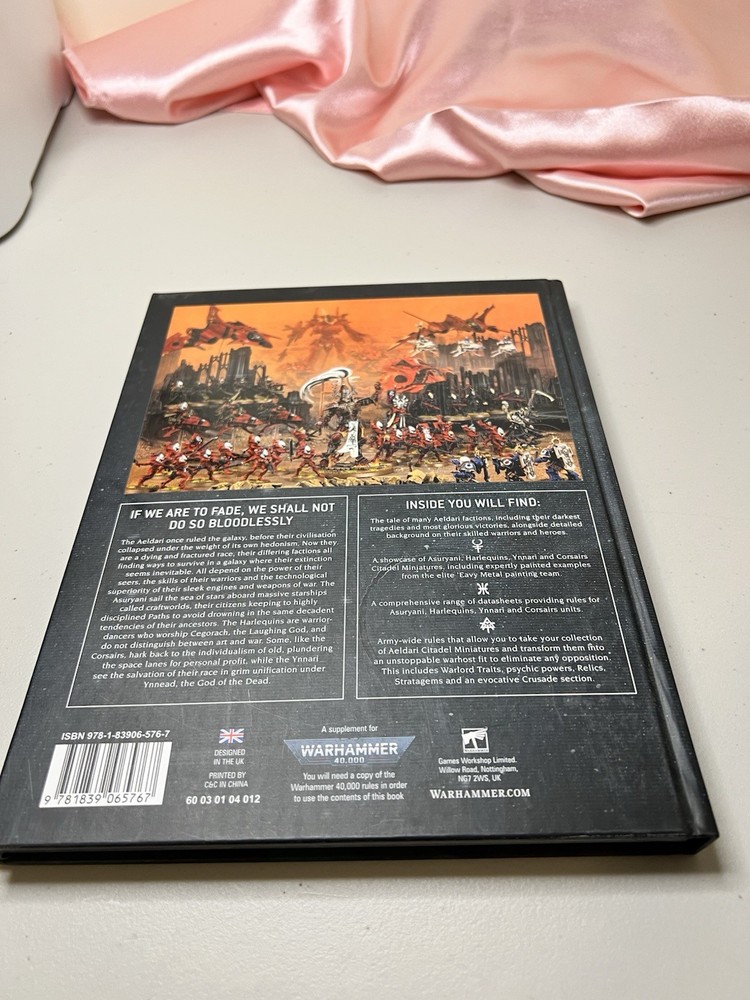 IF WE ARE TO FADE, WE SHALL NOT
DO SO BLOODLESSLY
The Aeldari once ruled the galaxy, before their civilisation
collapsed under the weight of its own hedonism. Now they
are a dying and fractured race, their differing factions all
finding ways to survive in a galaxy where their extinction
seems inevitable. All depend on the power of their
seers, the skills of their warriors and the technological
superiority of their sleek engines and weapons of war. The
Asuryani sail the sea of stars aboard massive starships
called craftworlds, their citizens keeping to highly
disciplined Paths to avoid drowning in the same decadent
tendencies of their ancestors. The Harlequins are warrior-
dancers who worship Cegorach, the Laughing God, and
do not distinguish between art and war. Some, like the
Corsairs, hark back to the individualism of old, plundering
the space lanes for personal profit, while the Ynnari
see the salvation of their race in grim unification under
Ynnead, the God of the Dead.
INSIDE YOU WILL FIND:
The tale of many Aeldari factions, including their darkest
tragedies and most glorious victories, alongside detailed
background on their skilled warriors and heroes.
A showcase of Asuryani, Harlequins, Ynnari and Corsairs
Citadel Miniatures, including expertly painted examples
from the elite 'Eavy Metal painting team.
A comprehensive range of datasheets providing rules for
Asuryani, Harlequins, Ynnari and Corsairs units.
Army-wide rules that allow you to take your collection
of Aeldari Citadel Miniatures and transform them into
an unstoppable warhost fit to eliminate any opposition.
This includes Warlord Traits, psychic powers, Relics,
Stratagems and an evocative Crusade section.
ISBN 978-1-83906-576-7
9 781839 065767
DESIGNED
IN THE UK
PRINTED BY
C&C IN CHINA
60 03 01 04 012
A supplement for
WARHAMMER
40,000
You will need a copy of the
Warhammer 40,000 rules in order
to use the contents of this book
Games Workshop Limited.
Willow Road, Nottingham,
NG7 2WS, UK
WARHAMMER.COM